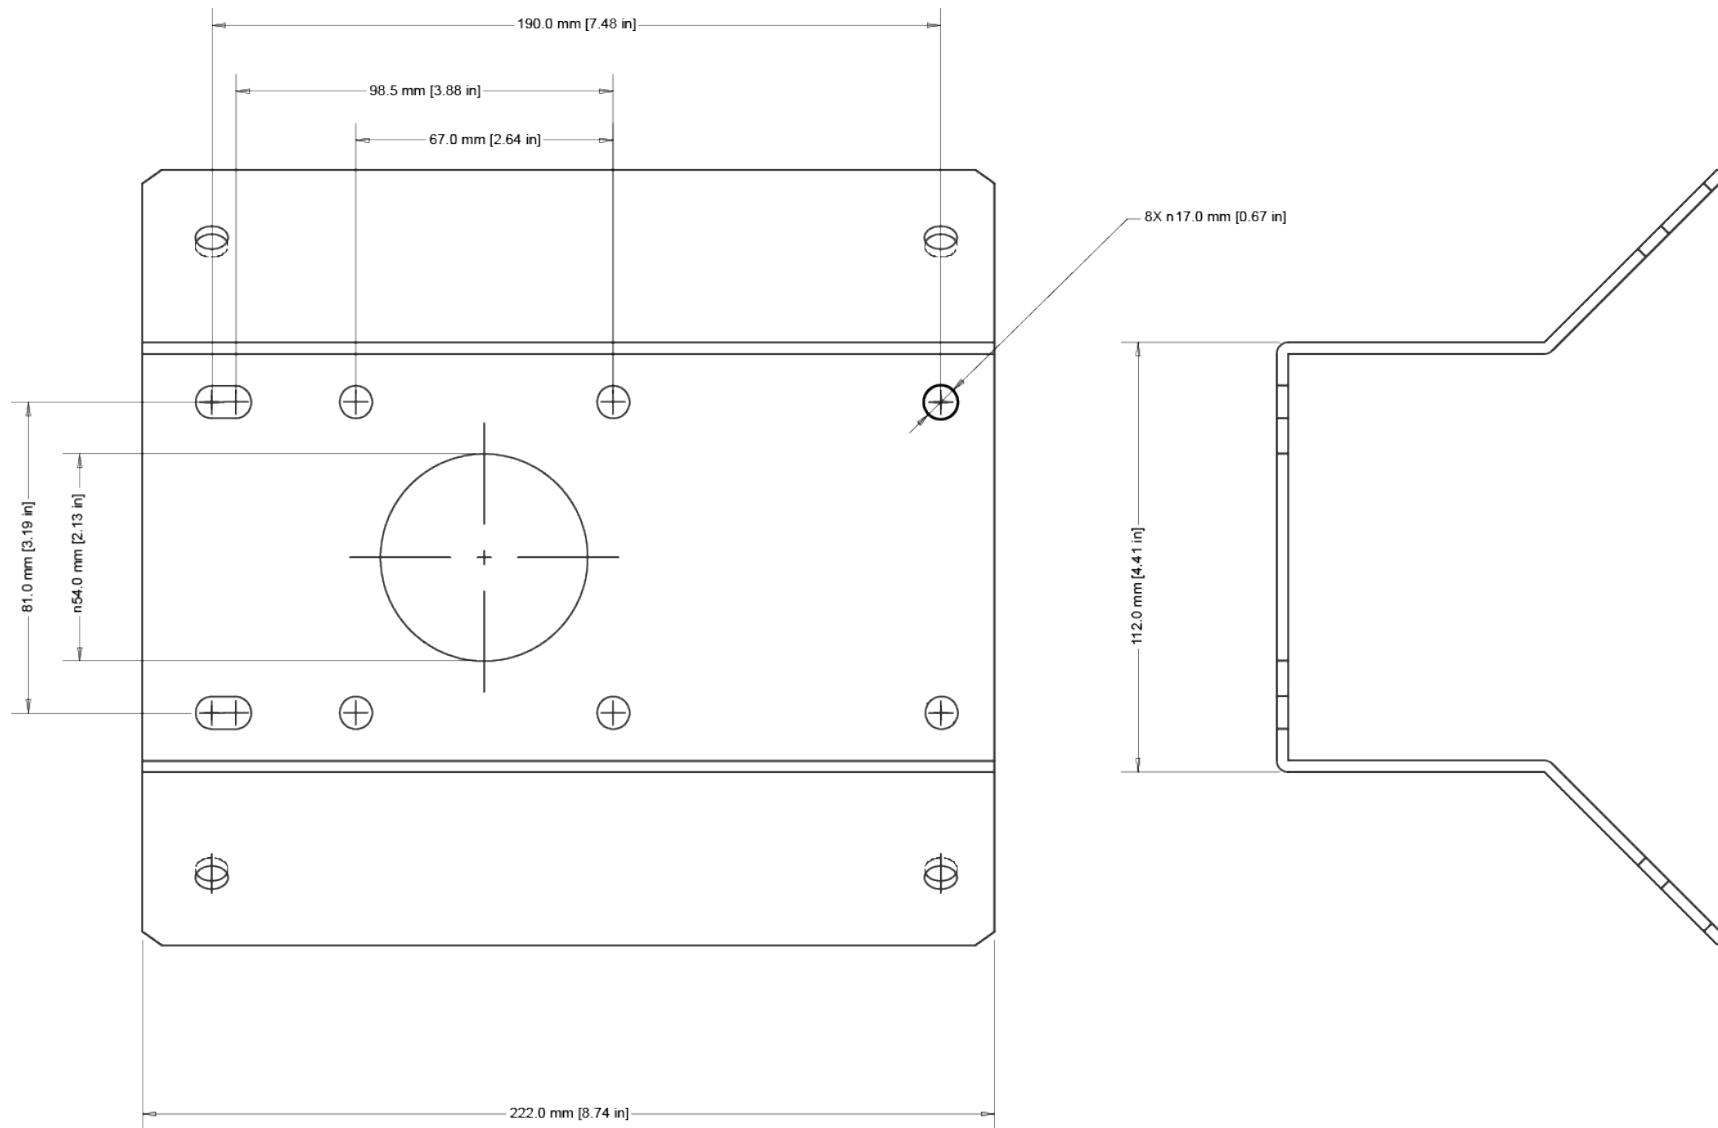 190.0 mm [7.48 in]
98.5 mm [3.88 in]
67.0 mm [2.64 in]
8X n17.0 mm [0.67 in]
81.0 mm [3.19 in]
n54.0 mm [2.13 in]
112.0 mm [4.41 in]
222.0 mm [8.74 in]